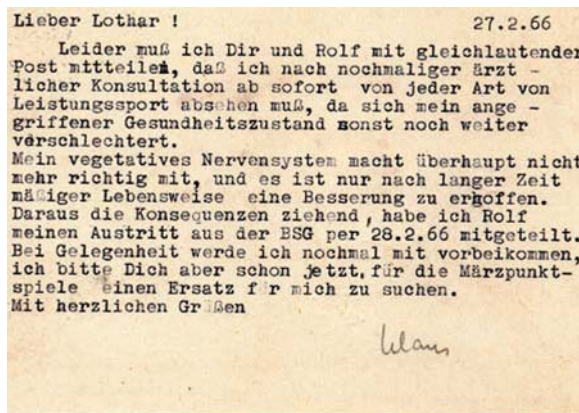 Lieber Lothar ! 27.2.66
Leider muß ich Dir und Rolf mit gleichlautender
Post mttteilen, daß ich nach nochmaliger ärzt -
licher Konsultation ab sofort von jeder Art von
Leistungssport absehen muß, da sich mein ange -
griffener Gesundheitszustand sonst noch weiter
verschlechtert.
Mein vegetatives Nervensystem macht überhaupt nicht
mehr richtig mit, und es ist nur nach langer Zeit
mäßiger Lebensweise eine Besserung zu erhoffen.
Daraus die Konsequenzen ziehend, habe ich Rolf
meinen Austritt aus der BSG per 28.2.66 mitgeteilt.
Bei Gelegenheit werde ich nochmal mit vorbeikommen,
ich bitte Dich aber schon jetzt, für die Märzpunkt-
spiele einen Ersatz für mich zu suchen.
Mit herzlichen Grüßen
Klaus